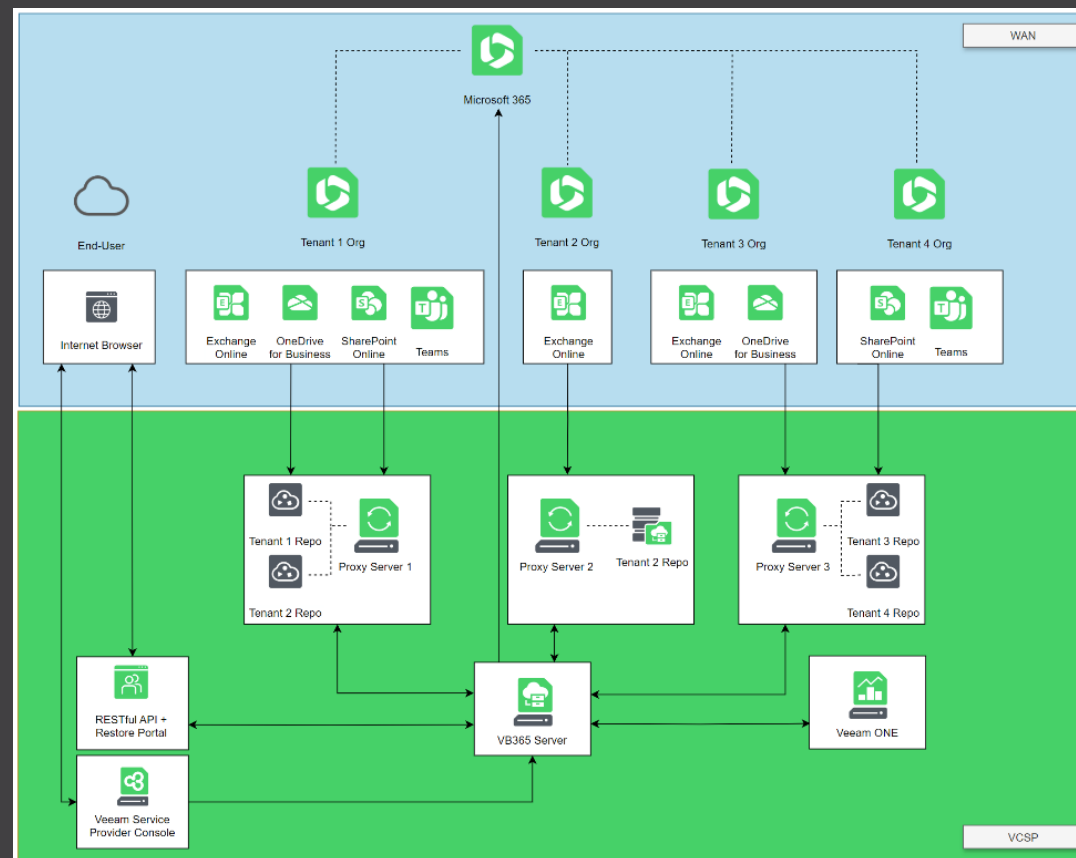 WAN
Microsoft 365
End-User
Tenant 1 Org
Tenant 2 Org
Tenant 3 Org
Tenant 4 Org
Internet Browser
Exchange
Online
OneDrive
for Business
SharePoint
Online
Teams
Exchange
Online
Exchange
Online
OneDrive
for Business
SharePoint
Online
Teams
Tenant 1 Repo
Proxy Server 1
Tenant 2 Repo
Proxy Server 2
Tenant 2 Repo
Proxy Server 3
Tenant 3 Repo
Tenant 4 Repo
RESTful API +
Restore Portal
VB365 Server
Veeam ONE
Veeam Service
Provider Console
VCSP